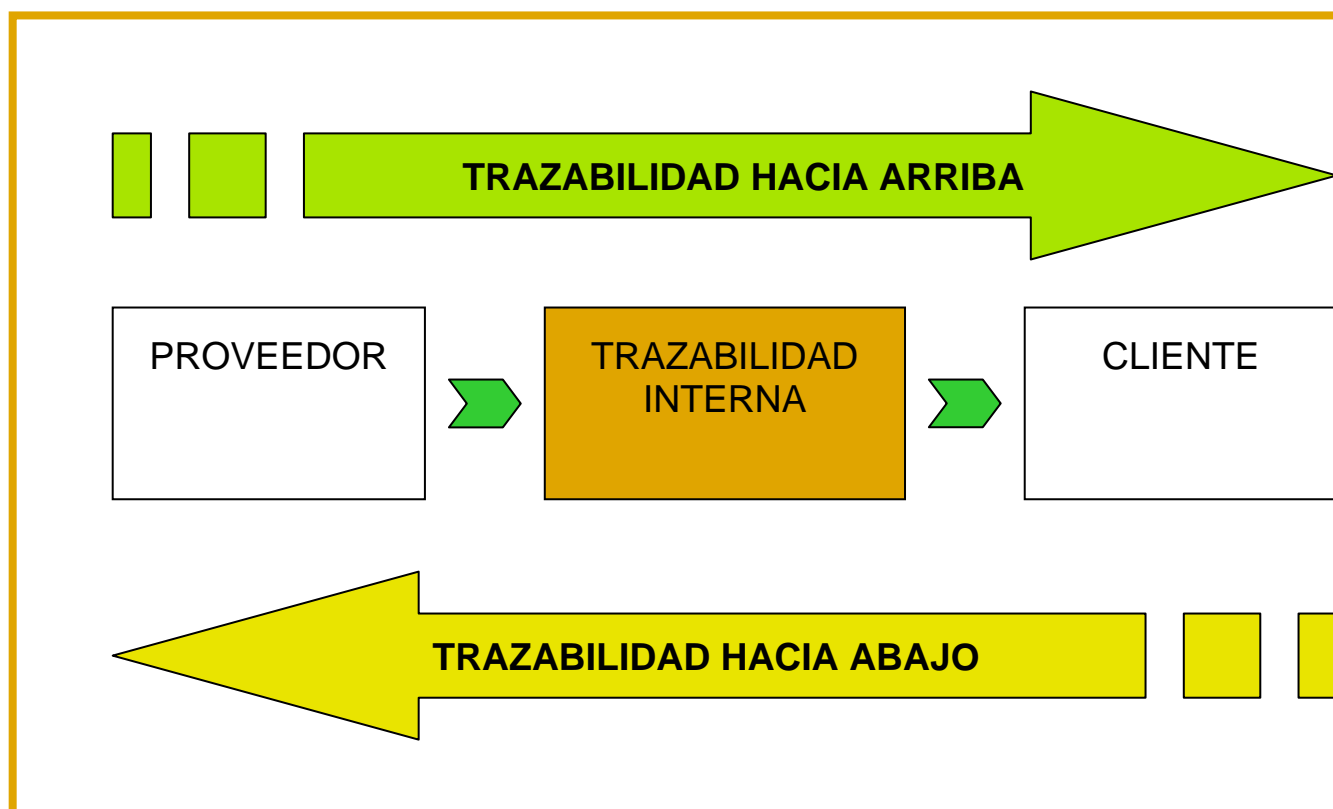 TRAZABILIDAD HACIA ARRIBA
PROVEEDOR
TRAZABILIDAD
INTERNA
CLIENTE
TRAZABILIDAD HACIA ABAJO